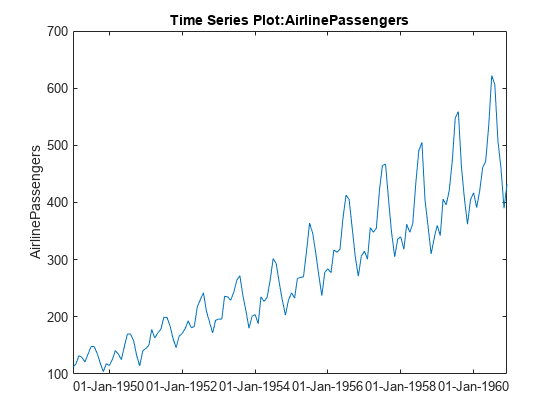 Time Series Plot:AirlinePassengers
700
600
500
400
300
200
100
AirlinePassengers
01-Jan-1950 01-Jan-1952 01-Jan-1954 01-Jan-1956 01-Jan-1958 01-Jan-1960